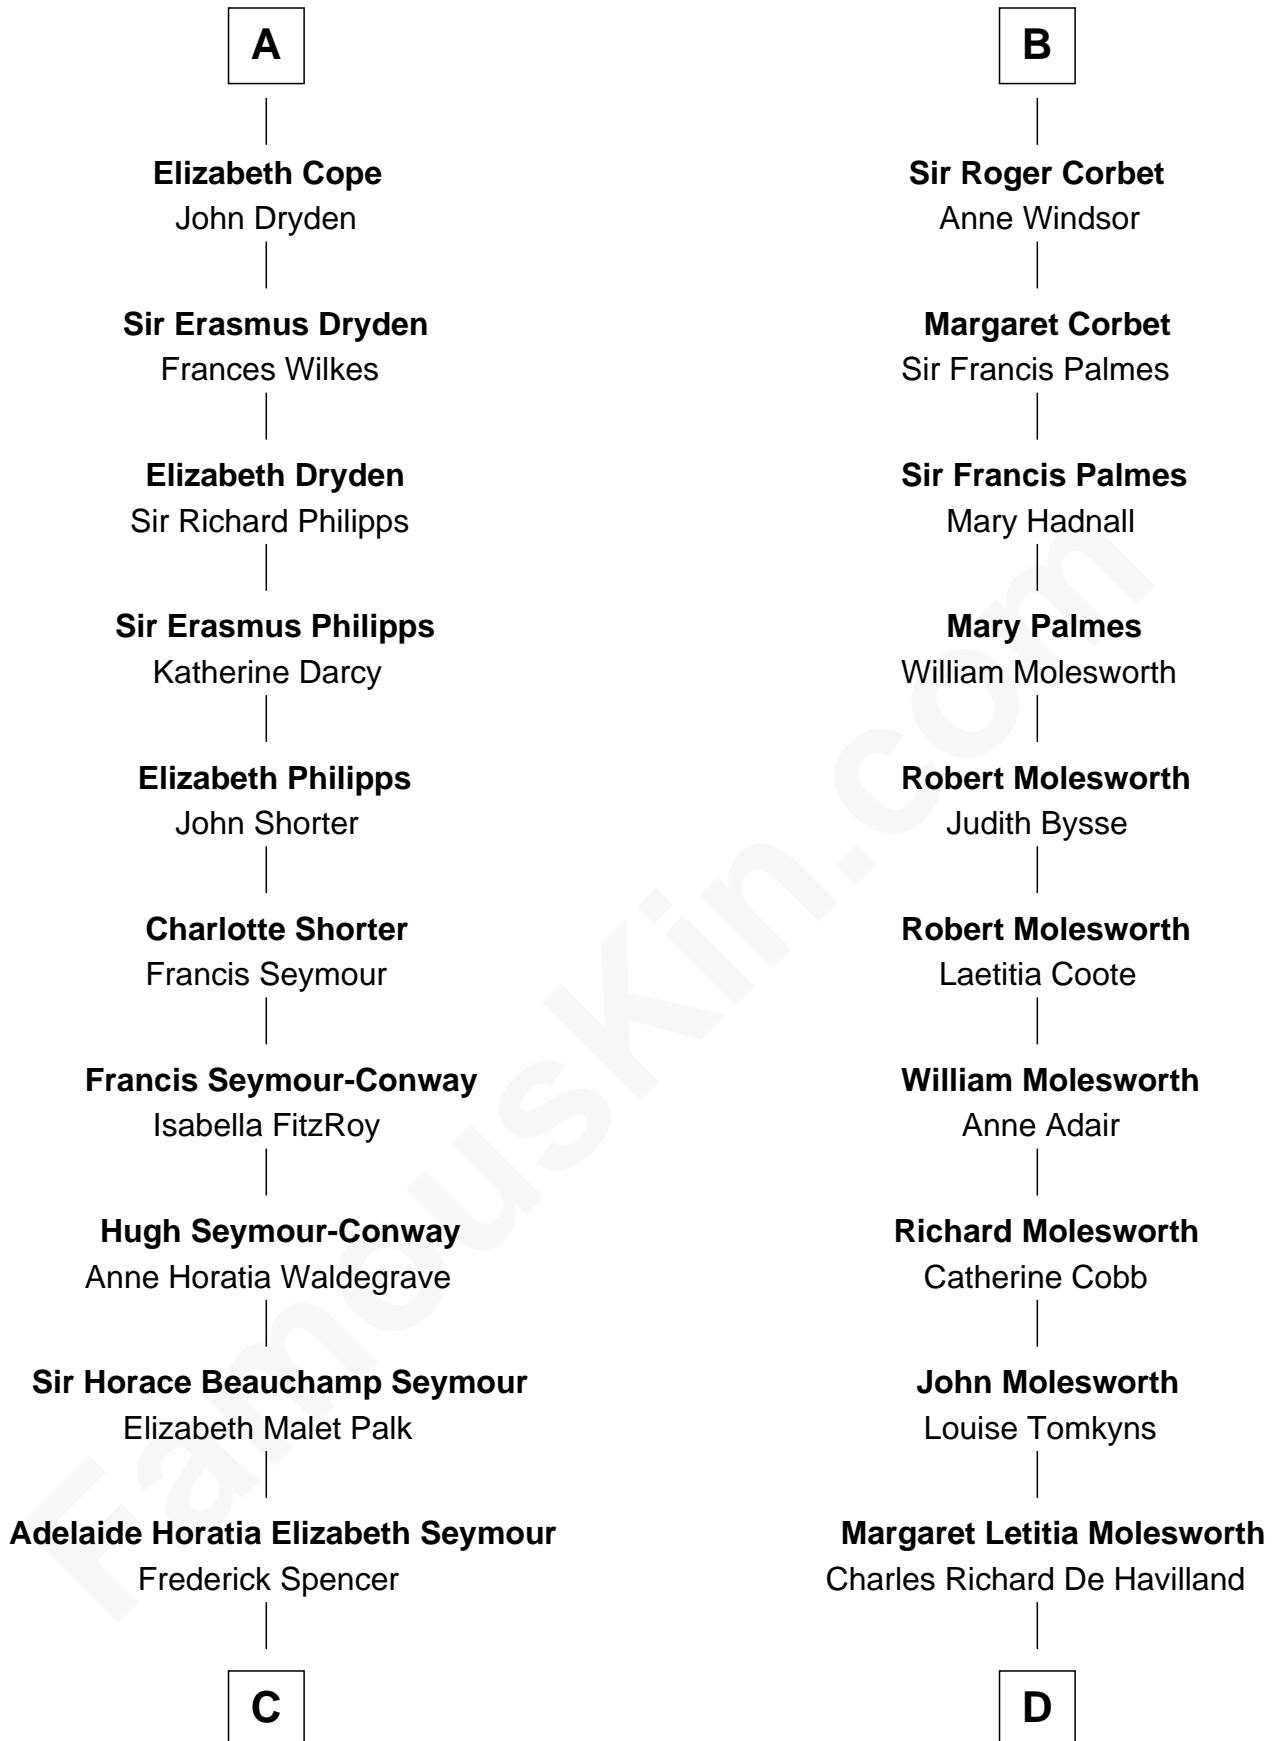 A
Elizabeth Cope
John Dryden
Sir Erasmus Dryden
Frances Wilkes
Elizabeth Dryden
Sir Richard Philipps
Sir Erasmus Philipps
Katherine Darcy
Elizabeth Philipps
John Shorter
Charlotte Shorter
Francis Seymour
Francis Seymour-Conway
Isabella FitzRoy
Hugh Seymour-Conway
Anne Horatia Waldegrave
Sir Horace Beauchamp Seymour
Elizabeth Malet Palk
Adelaide Horatia Elizabeth Seymour
Frederick Spencer
C
B
Sir Roger Corbet
Anne Windsor
Margaret Corbet
Sir Francis Palmes
Sir Francis Palmes
Mary Hadnall
Mary Palmes
William Molesworth
Robert Molesworth
Judith Bysse
Robert Molesworth
Laetitia Coote
William Molesworth
Anne Adair
Richard Molesworth
Catherine Cobb
John Molesworth
Louise Tomkyns
Margaret Letitia Molesworth
Charles Richard De Havilland
D
FamousKin.com